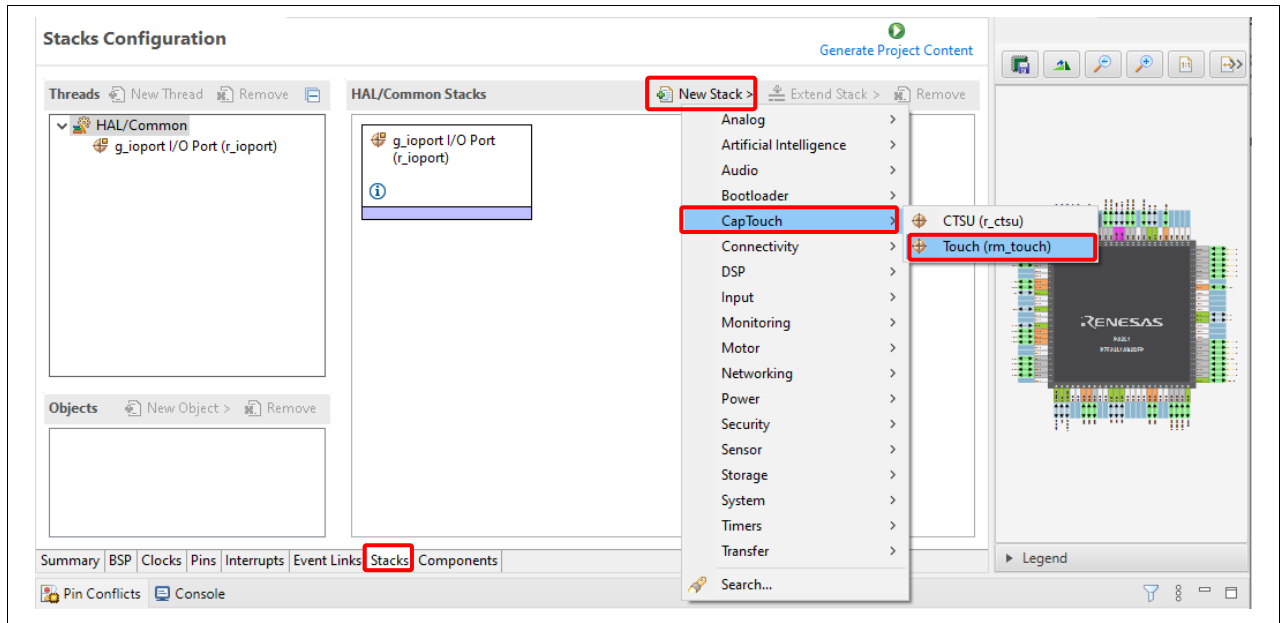 Stacks Configuration
Generate Project Content
Threads New Thread Remove
HAL/Common Stacks
New Stack > Extend Stack > Remove
HAL/Common
g_ioport I/O Port (r_ioport)
g_ioport I/O Port
(r_ioport)
Analog >
Artificial Intelligence >
Audio >
Bootloader >
CapTouch >
Connectivity >
DSP >
Input >
Monitoring >
Motor >
Networking >
Power >
Security >
Sensor >
Storage >
System >
Timers >
Transfer >
Search...
CTSU (r_ctsu)
Touch (rm_touch)
RENESAS
Objects New Object > Remove
Legend
Summary BSP Clocks Pins Interrupts Event Links Stacks Components
Pin Conflicts Console